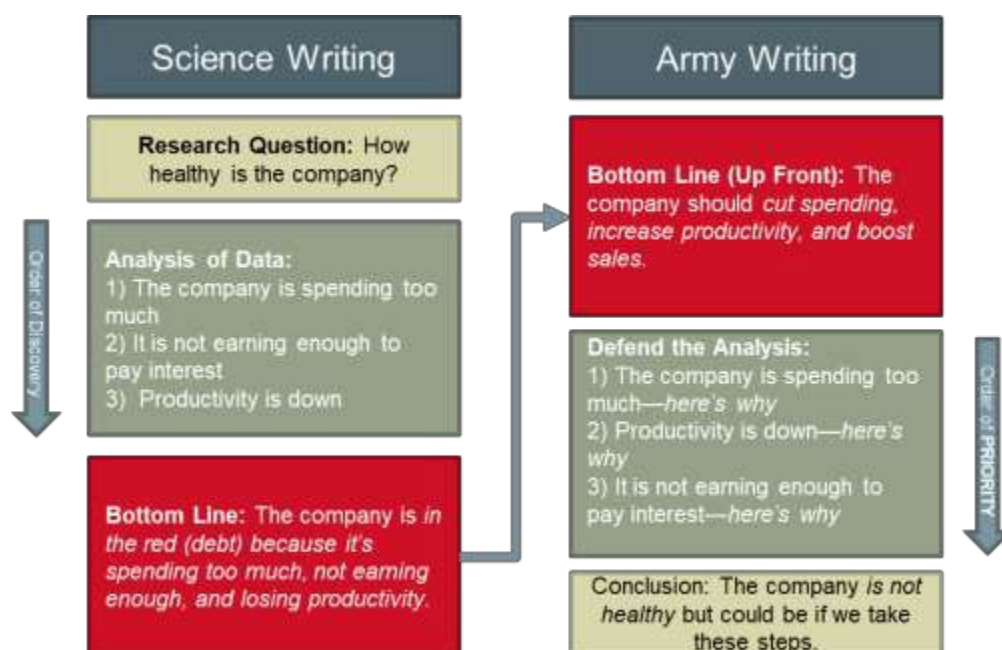 Science Writing
Research Question: How
healthy is the company?
Order of Discovery
Analysis of Data:
1) The company is spending too
much
2) It is not earning enough to
pay interest
3) Productivity is down
Bottom Line: The company is in
the red (debt) because it's
spending too much, not earning
enough, and losing productivity.
Army Writing
Bottom Line (Up Front): The
company should cut spending,
increase productivity, and boost
sales.
Defend the Analysis:
1) The company is spending too
much—here's why
2) Productivity is down—here's
why
3) It is not earning enough to
pay interest—here's why
Order of PRIORITY
Conclusion: The company is not
healthy but could be if we take
these steps.